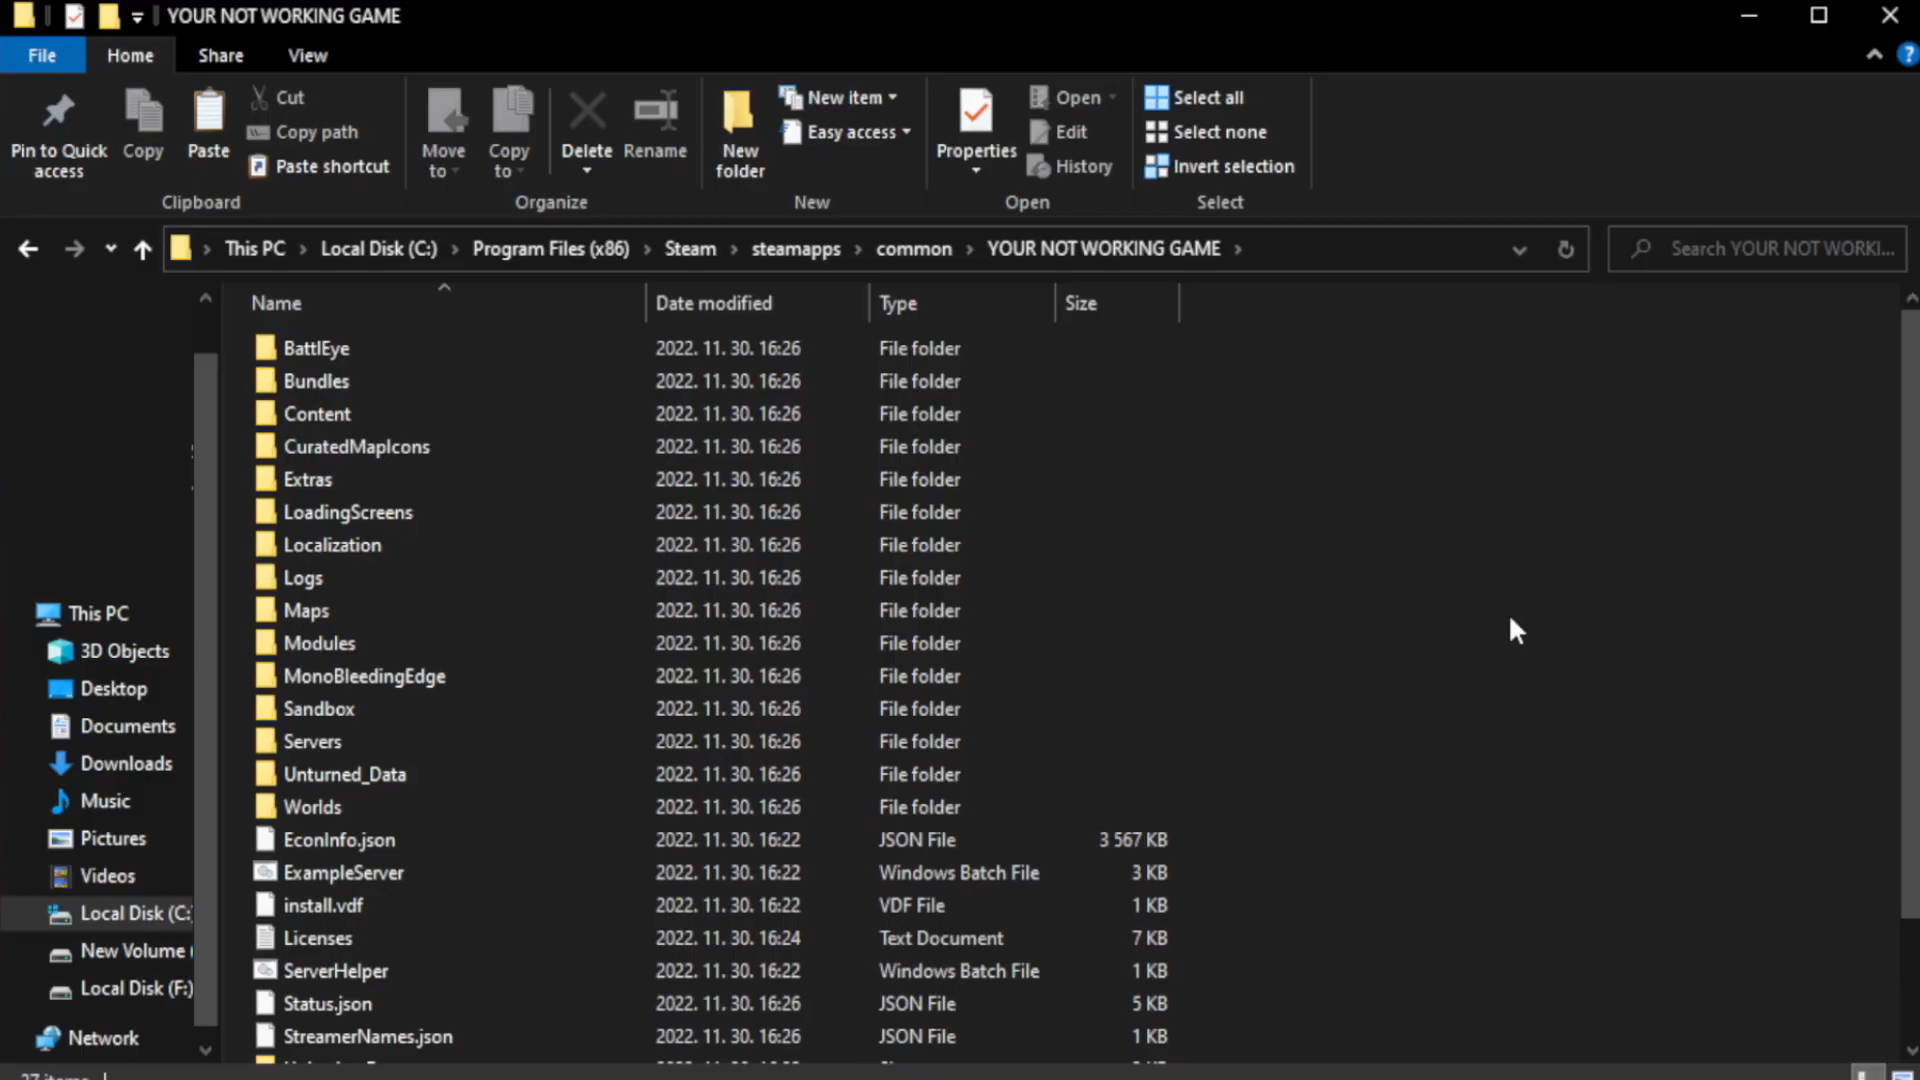 YOUR NOT WORKING GAME
File
Home
Share
View
Pin to Quick access
Copy
Paste
Cut
Copy path
Paste shortcut
Clipboard
Move to
Copy to
Delete
Rename
Organize
New folder
New item
Easy access
New
Properties
Open
Edit
History
Open
Select all
Select none
Invert selection
Select
This PC > Local Disk (C:) > Program Files (x86) > Steam > steamapps > common > YOUR NOT WORKING GAME >
Search YOUR NOT WORKI...
Name Date modified Type Size
BattlEye 2022. 11. 30. 16:26 File folder
Bundles 2022. 11. 30. 16:26 File folder
Content 2022. 11. 30. 16:26 File folder
CuratedMapIcons 2022. 11. 30. 16:26 File folder
Extras 2022. 11. 30. 16:26 File folder
LoadingScreens 2022. 11. 30. 16:26 File folder
Localization 2022. 11. 30. 16:26 File folder
Logs 2022. 11. 30. 16:26 File folder
Maps 2022. 11. 30. 16:26 File folder
Modules 2022. 11. 30. 16:26 File folder
MonoBleedingEdge 2022. 11. 30. 16:26 File folder
Sandbox 2022. 11. 30. 16:26 File folder
Servers 2022. 11. 30. 16:26 File folder
Unturned_Data 2022. 11. 30. 16:26 File folder
Worlds 2022. 11. 30. 16:26 File folder
EconInfo.json 2022. 11. 30. 16:22 JSON File 3 567 KB
ExampleServer 2022. 11. 30. 16:22 Windows Batch File 3 KB
install.vdf 2022. 11. 30. 16:22 VDF File 1 KB
Licenses 2022. 11. 30. 16:24 Text Document 7 KB
ServerHelper 2022. 11. 30. 16:22 Windows Batch File 1 KB
Status.json 2022. 11. 30. 16:26 JSON File 5 KB
StreamerNames.json 2022. 11. 30. 16:26 JSON File 1 KB
This PC
3D Objects
Desktop
Documents
Downloads
Music
Pictures
Videos
Local Disk (C:)
New Volume (
Local Disk (F:)
Network